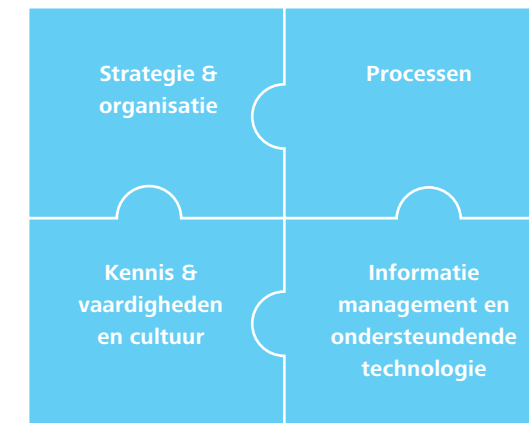 Strategie &
organisatie
Processen
Kennis &
vaardigheden
en cultuur
Informatie
management en
ondersteundende
technologie